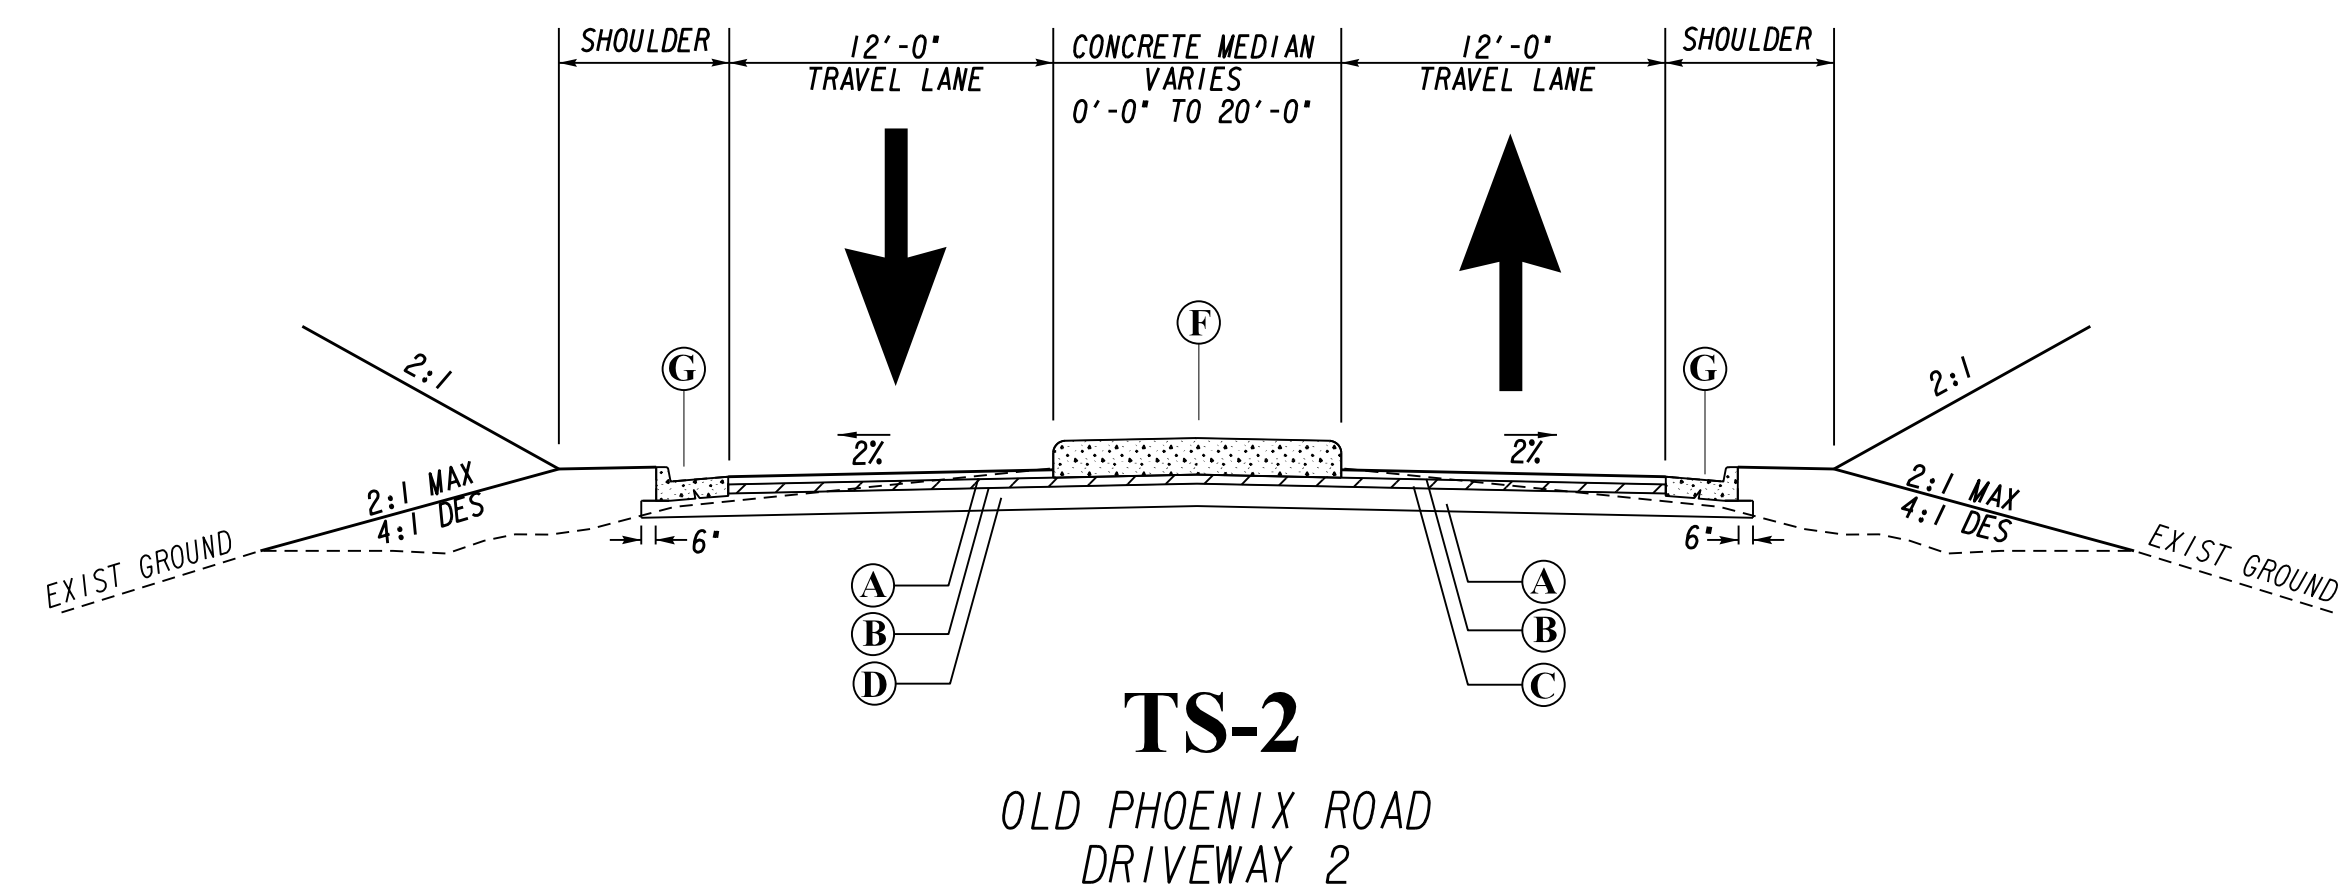 SHOULDER
12'-0"
TRAVEL LANE
CONCRETE MEDIAN
VARIES
0'-0" TO 20'-0"
12'-0"
TRAVEL LANE
SHOULDER
F
G
G
2:1
2:1
2%
2%
2:1 MAX
4:1 DES
2:1 MAX
4:1 DES
EXIST GROUND
6"
6"
EXIST GROUND
A
B
D
A
B
C
TS-2
OLD PHOENIX ROAD
DRIVEWAY 2